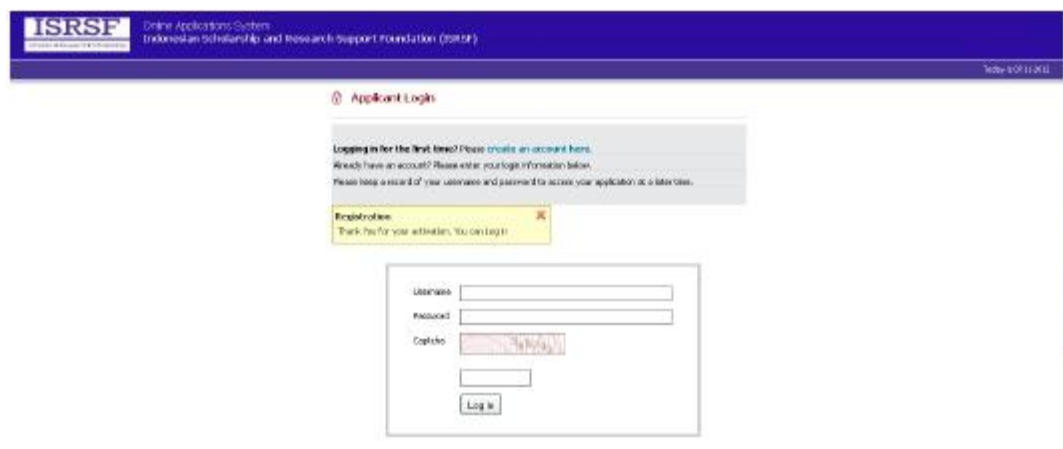 ISRSF
Online Applications System
Indonesian Scholarship and Research Support Foundation (ISRSF)
Today is
Applicant Login
Logging in for the first time? Please create an account here.
Already have an account? Please enter your login information below.
Please keep a record of your username and password to access your application at a later time.
Registration
Thank You for your activation, You can log in
Username
Password
Captcha
Log in